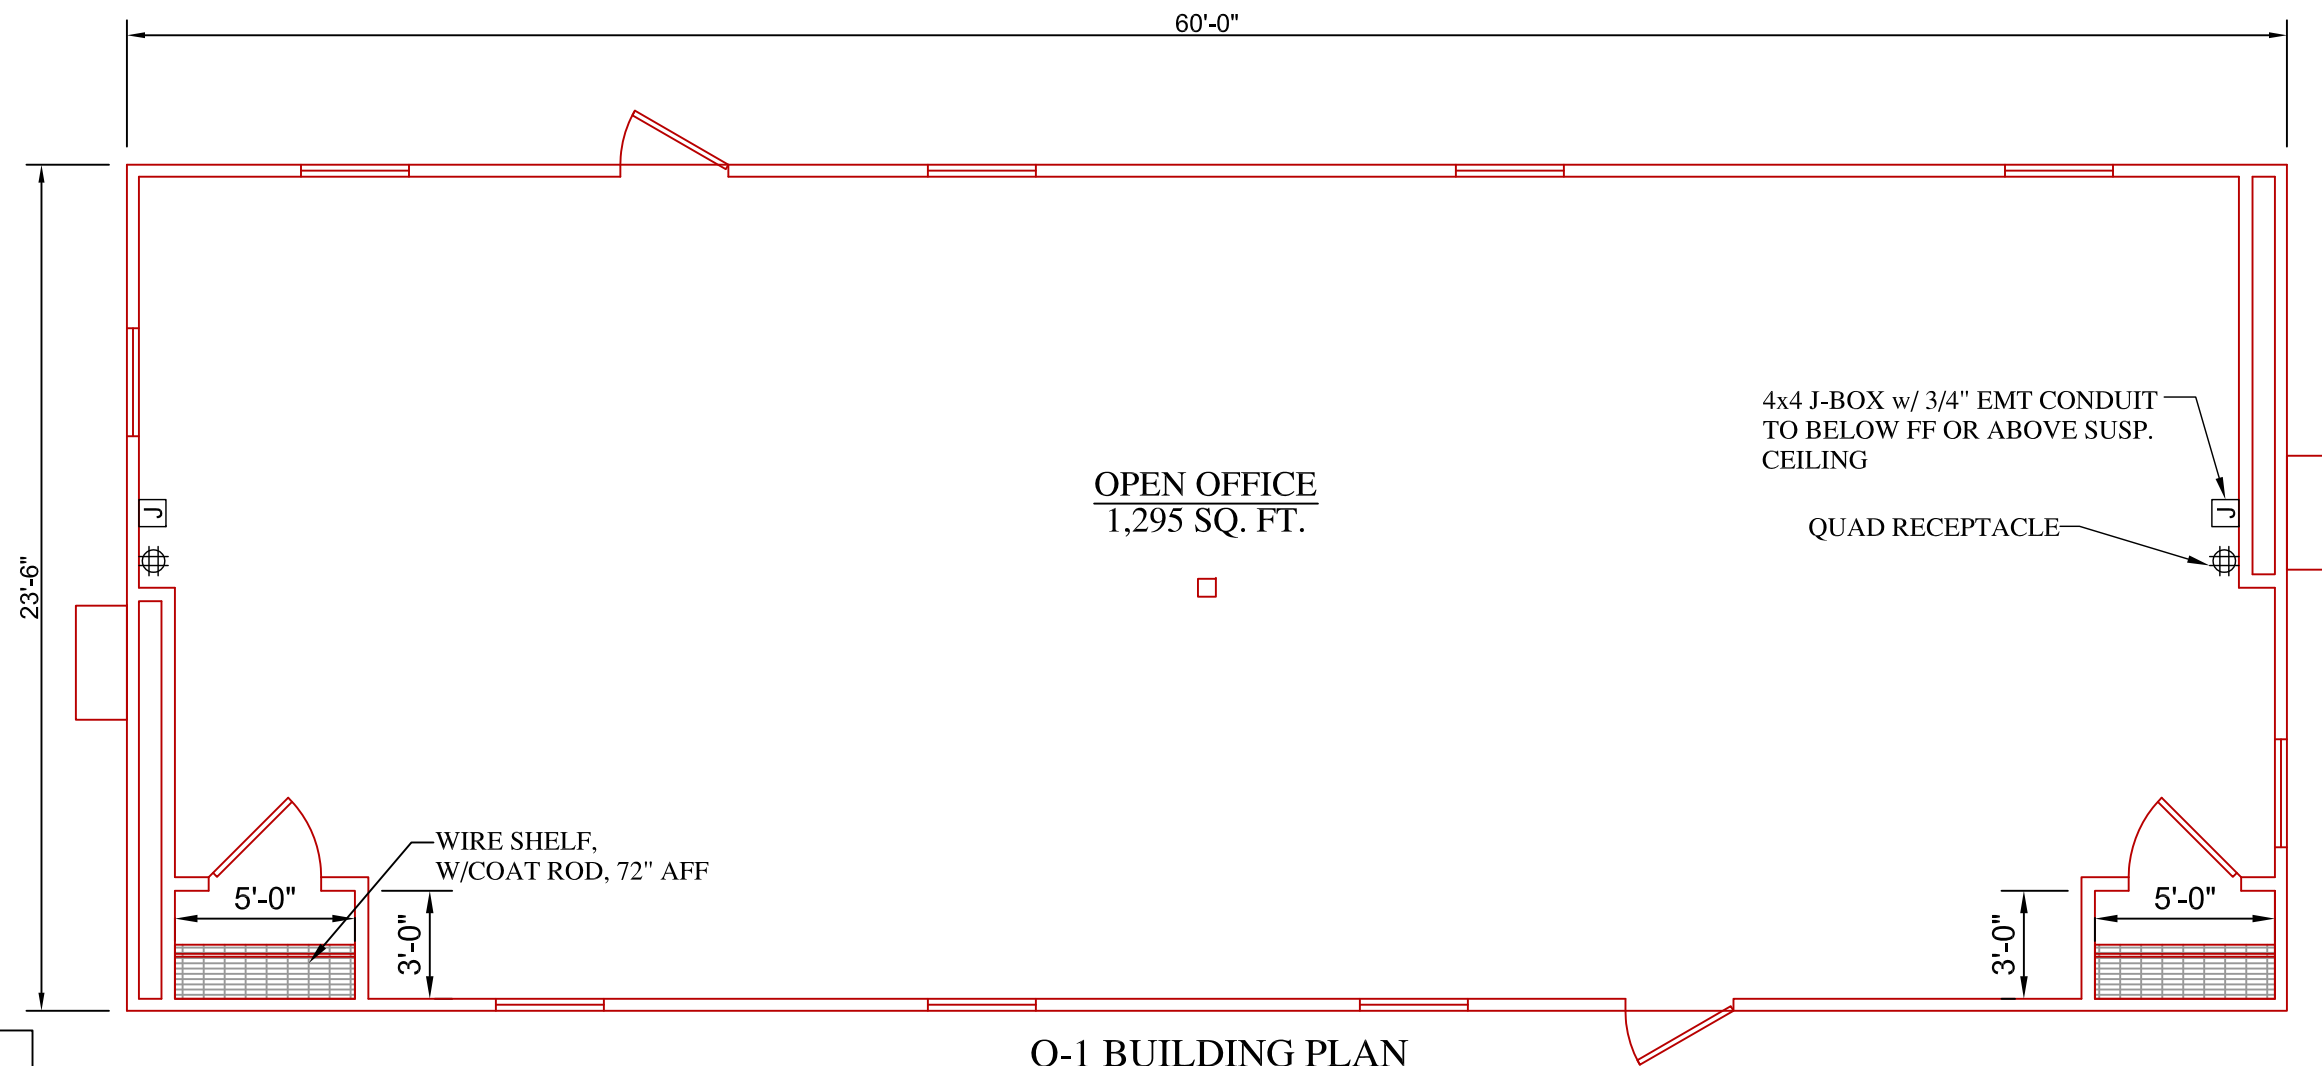 60'-0"
23'-6"
4x4 J-BOX w/ 3/4" EMT CONDUIT
TO BELOW FF OR ABOVE SUSP.
CEILING
OPEN OFFICE
1,295 SQ. FT.
J
J
QUAD RECEPTACLE
WIRE SHELF,
W/COAT ROD, 72" AFF
5'-0"
3'-0"
3'-0"
5'-0"
O-1 BUILDING PLAN